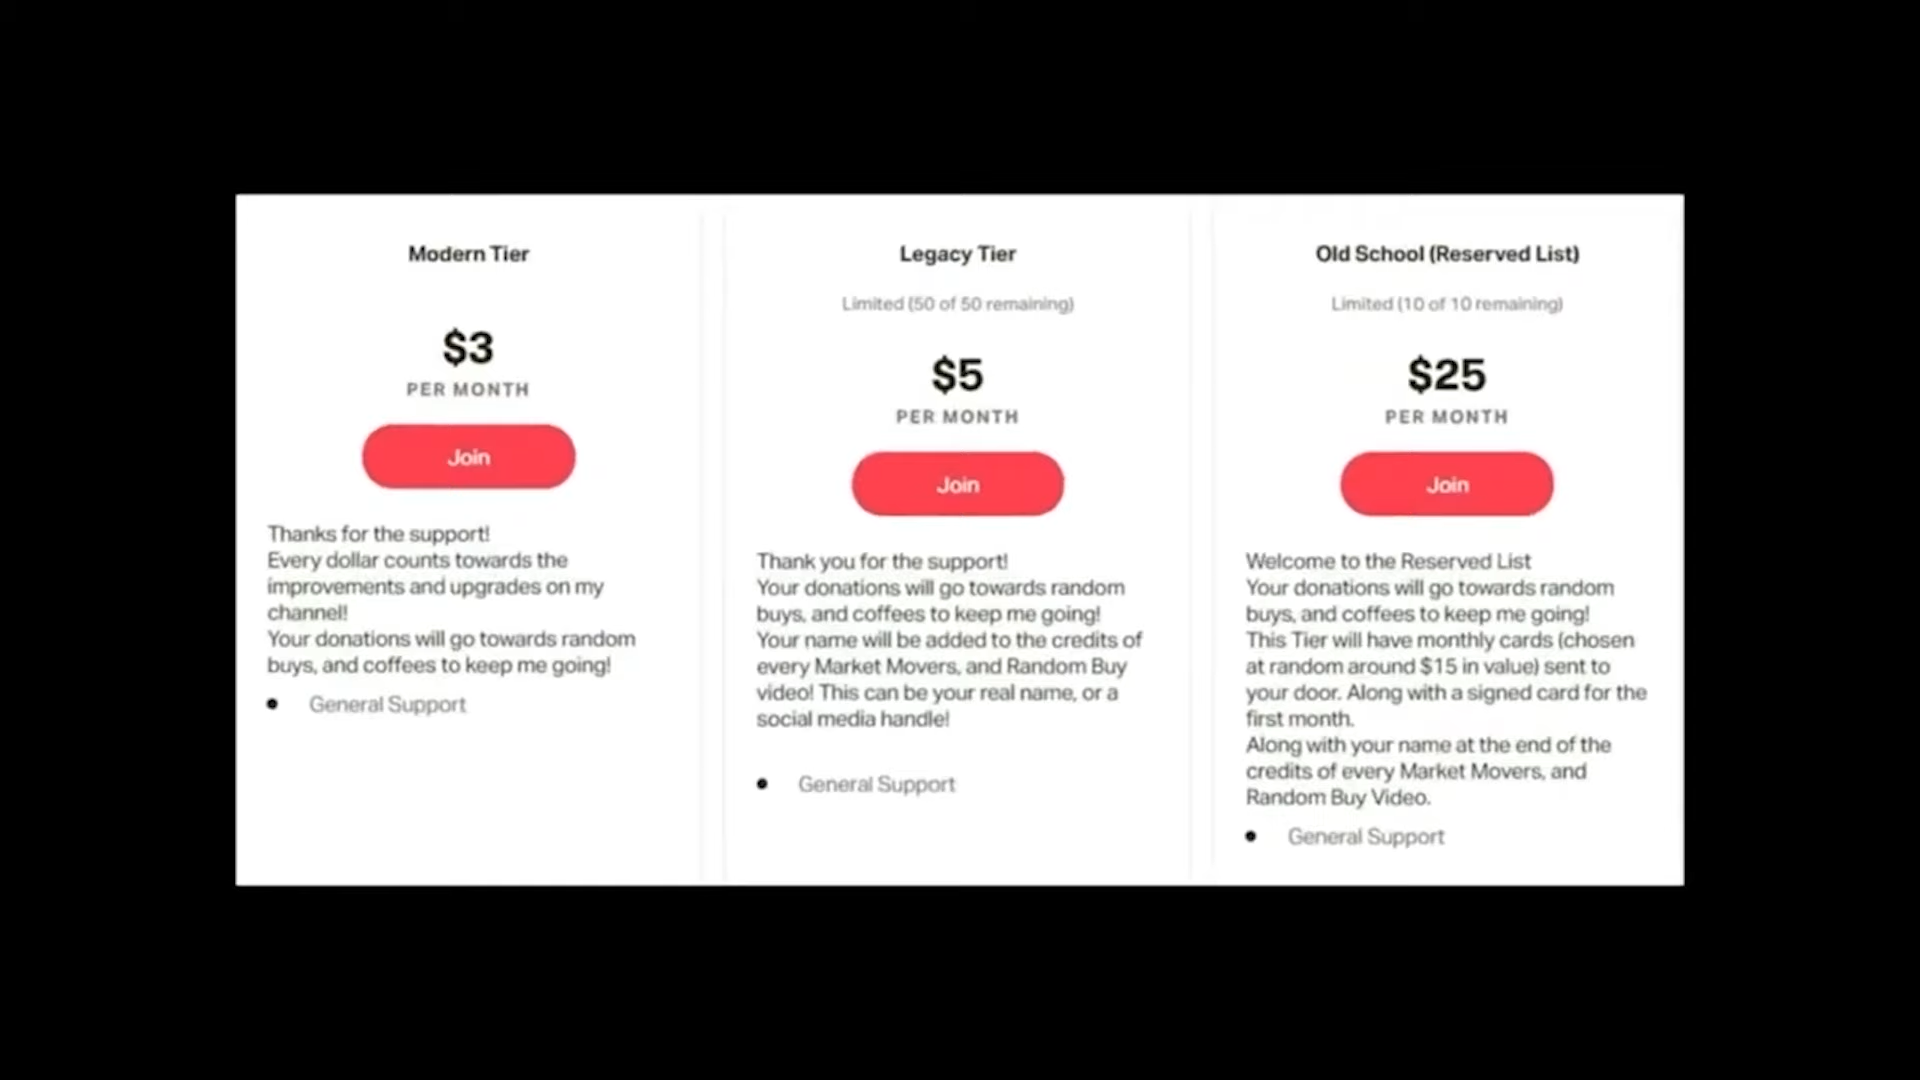 Modern Tier
$3
PER MONTH
Join
Thanks for the support!
Every dollar counts towards the
improvements and upgrades on my
channel!
Your donations will go towards random
buys, and coffees to keep me going!
General Support
Legacy Tier
Limited (50 of 50 remaining)
$5
PER MONTH
Join
Thank you for the support!
Your donations will go towards random
buys, and coffees to keep me going!
Your name will be added to the credits of
every Market Movers, and Random Buy
video! This can be your real name, or a
social media handle!
General Support
Old School (Reserved List)
Limited (10 of 10 remaining)
$25
PER MONTH
Join
Welcome to the Reserved List
Your donations will go towards random
buys, and coffees to keep me going!
This Tier will have monthly cards (chosen
at random around $15 in value) sent to
your door. Along with a signed card for the
first month.
Along with your name at the end of the
credits of every Market Movers, and
Random Buy Video.
General Support